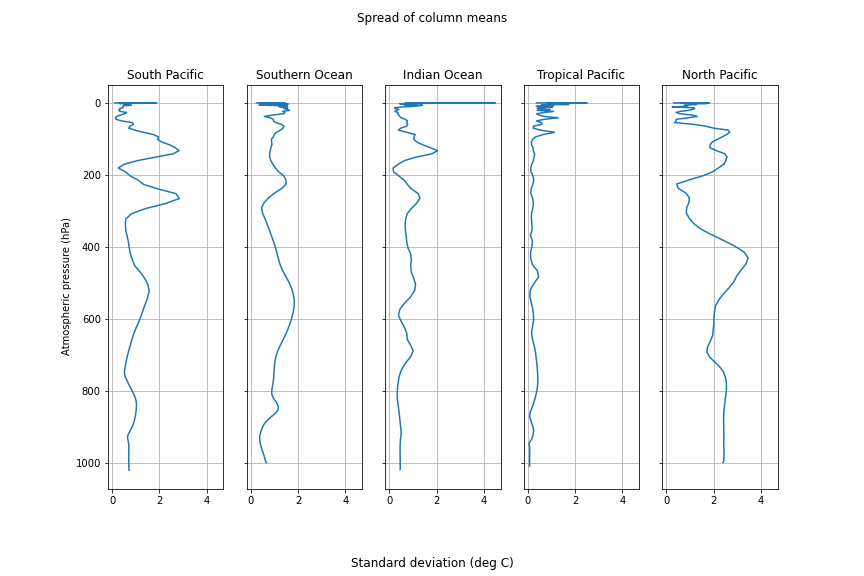 Spread of column means
South Pacific Southern Ocean Indian Ocean Tropical Pacific North Pacific
0
200
400
600
800
1000
Atmospheric pressure (hPa)
0 2 4 0 2 4 0 2 4 0 2 4 0 2 4
Standard deviation (deg C)